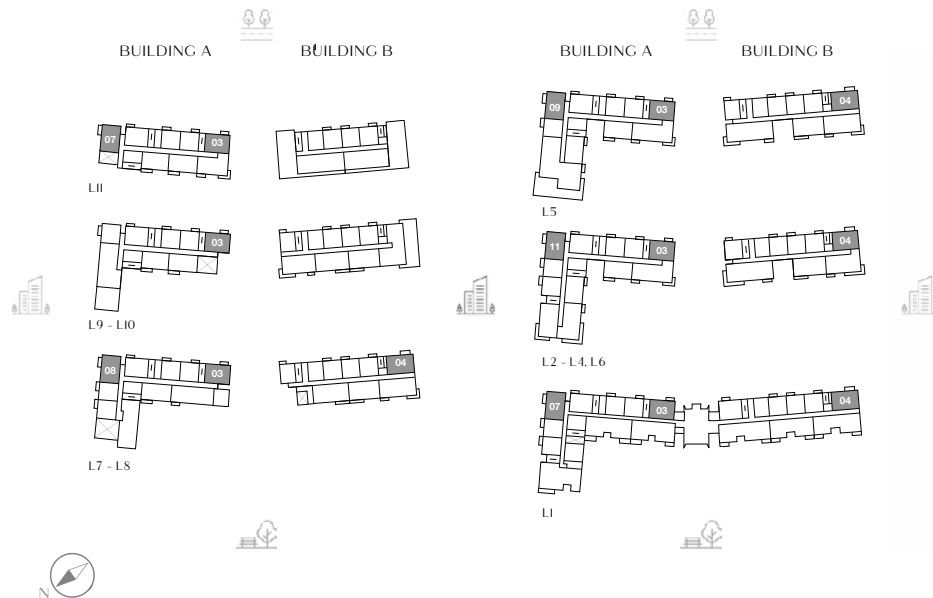 BUILDING A
BUILDING B
07
03
L11
03
L9 - L10
08
03
04
L7 - L8
BUILDING A
BUILDING B
09
03
04
L5
11
03
04
L2 - L4, L6
07
03
04
L1
N